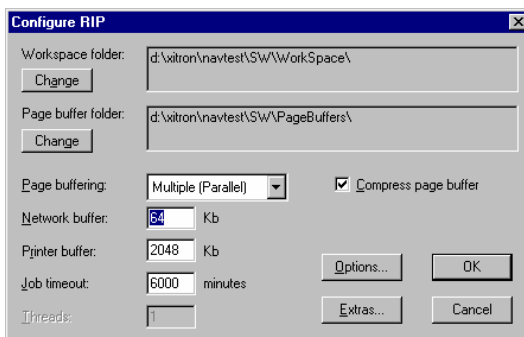 Configure RIP
Workspace folder: d:\xitron\navtest\SW\WorkSpace\
Change
Page buffer folder: d:\xitron\navtest\SW\PageBuffers\
Change
Page buffering: Multiple (Parallel) Compress page buffer
Network buffer: 64 Kb
Printer buffer: 2048 Kb
Options... OK
Job timeout: 6000 minutes
Extras... Cancel
Threads: 1